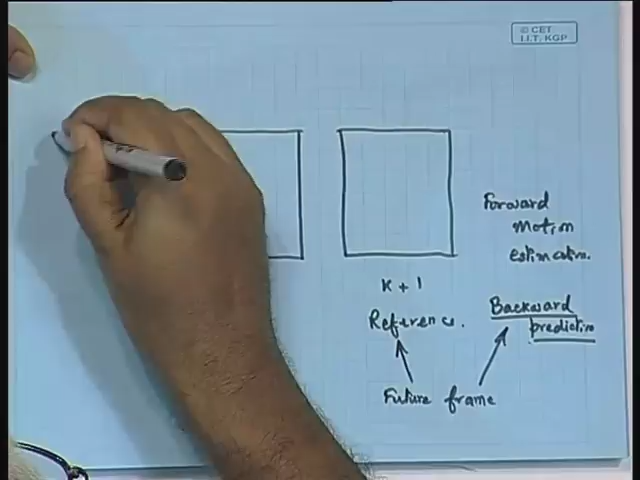 © CET
I.I.T. KGP
Forward
Motion
estimation.
K + 1
Reference.
Backward
prediction
Future frame